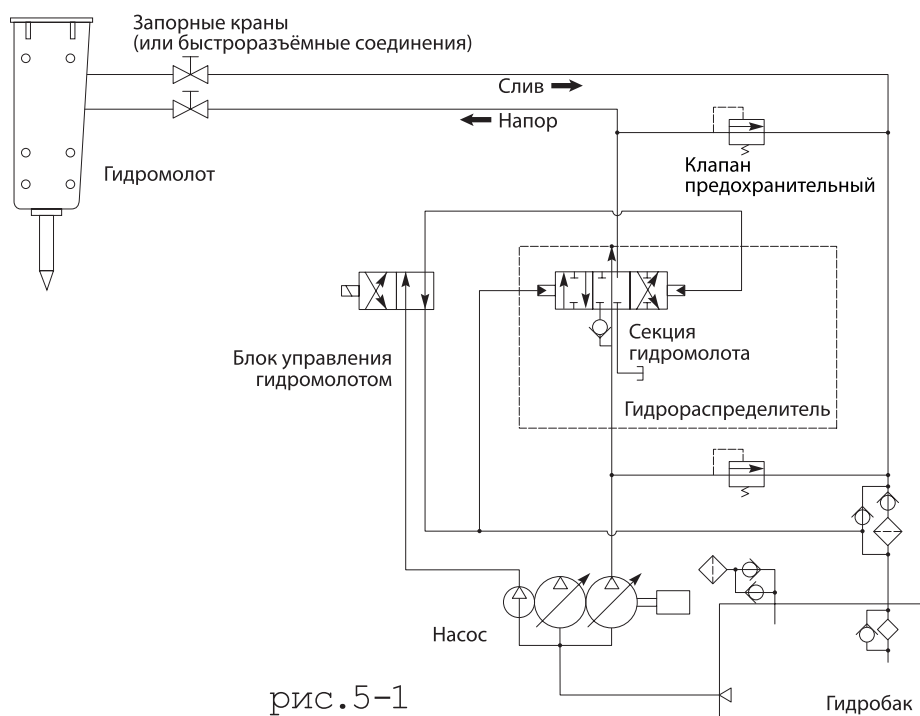 Запорные краны
(или быстроразъёмные соединения)
Слив
Напор
Клапан
предохранительный
Гидромолот
Секция
гидромолота
Блок управления
гидромолотом
Гидрораспределитель
Насос
рис.5-1
Гидробак